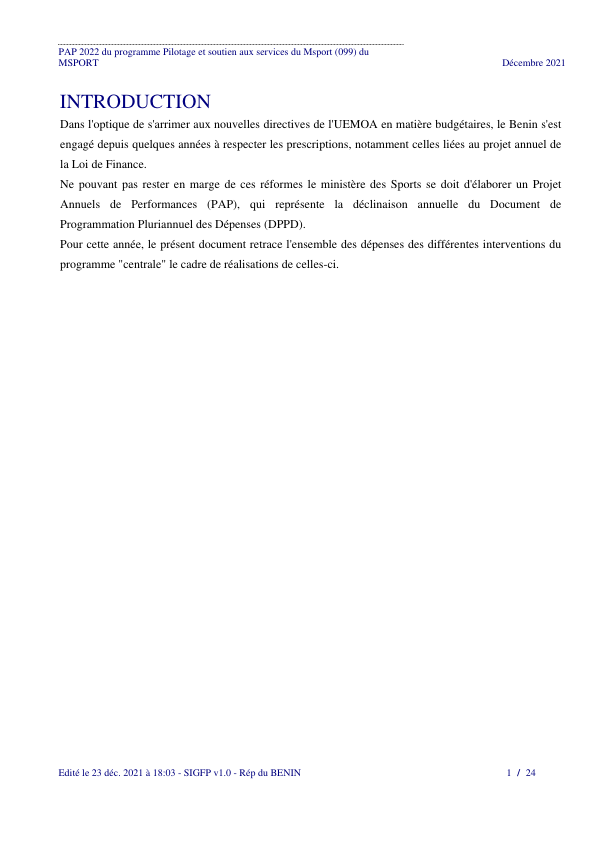 PAP 2022 du programme Pilotage et soutien aux services du Msport (099) du
MSPORT
Décembre 2021
INTRODUCTION
Dans l'optique de s'arrimer aux nouvelles directives de l'UEMOA en matière budgétaires, le Benin s'est
engagé depuis quelques années à respecter les prescriptions, notamment celles liées au projet annuel de
la Loi de Finance.
Ne pouvant pas rester en marge de ces réformes le ministère des Sports se doit d'élaborer un Projet
Annuels de Performances (PAP), qui représente la déclinaison annuelle du Document de
Programmation Pluriannuel des Dépenses (DPPD).
Pour cette année, le présent document retrace l'ensemble des dépenses des différentes interventions du
programme "centrale" le cadre de réalisations de celles-ci.
Edité le 23 déc. 2021 à 18:03 - SIGFP v1.0 - Rép du BENIN
1 / 24